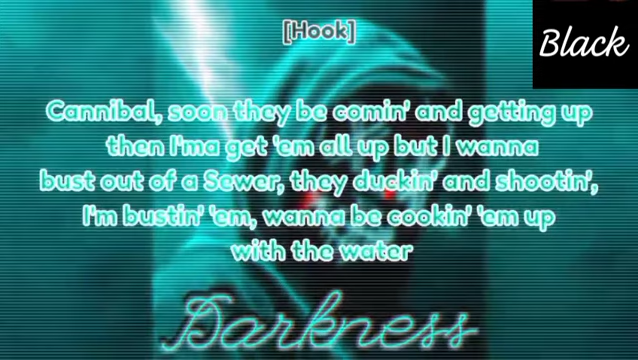 [Hook]
Black
Cannibal, soon they be comin' and getting up
then I'ma get 'em all up but I wanna
bust out of a Sewer, they duckin' and shootin',
I'm bustin' 'em, wanna be cookin' 'em up
with the water
Darkness